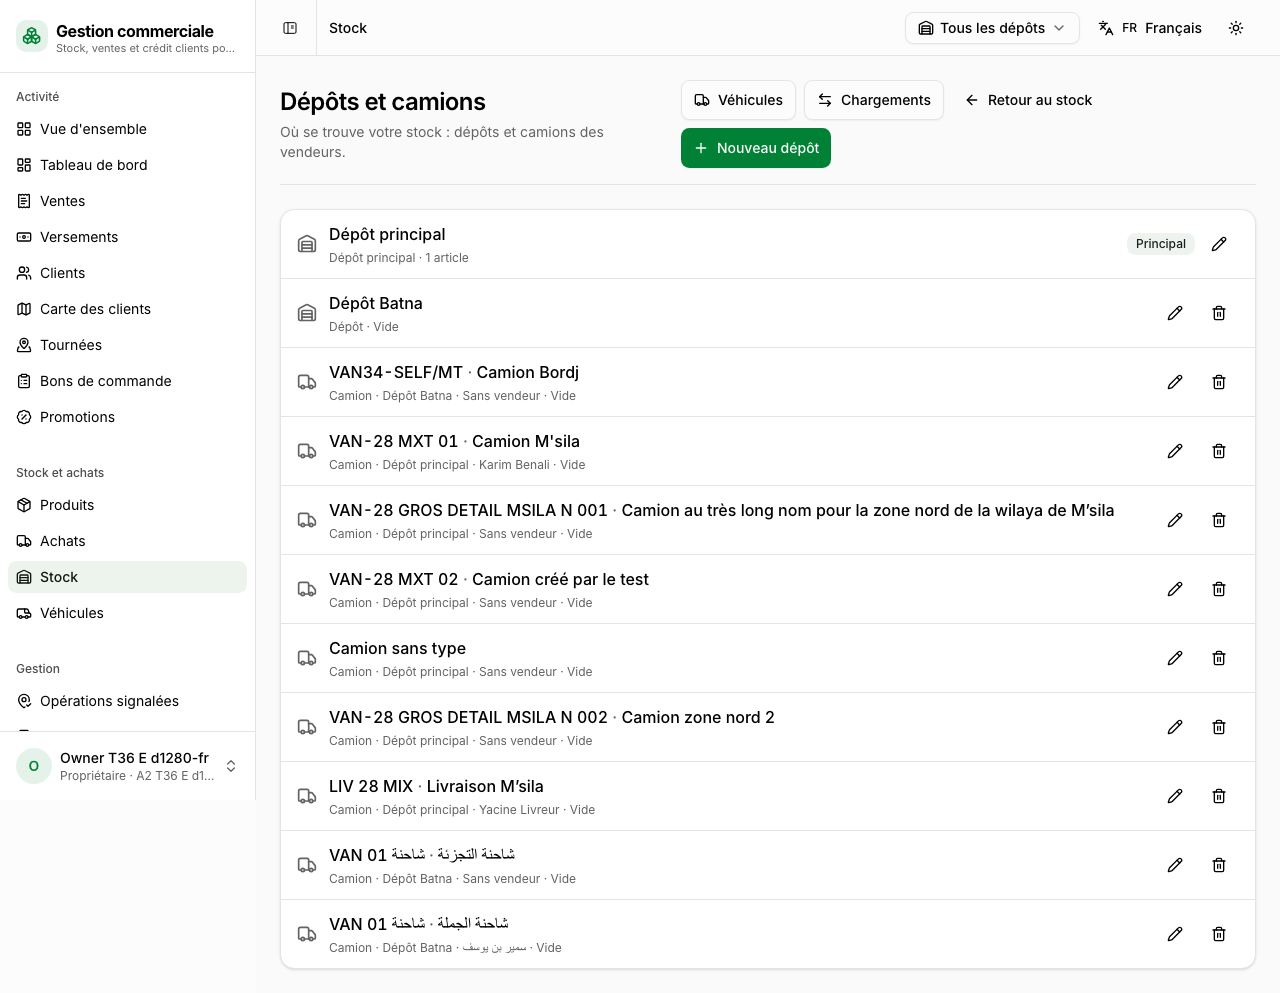 Gestion commerciale
Stock, ventes et crédit clients po...
Activité
Vue d'ensemble
Tableau de bord
Ventes
Versements
Clients
Carte des clients
Tournées
Bons de commande
Promotions
Stock et achats
Produits
Achats
Stock
Véhicules
Gestion
Opérations signalées
O
Owner T36 E d1280-fr
Propriétaire · A2 T36 E d1...
Stock
Tous les dépôts
FR Français
Dépôts et camions
Où se trouve votre stock : dépôts et camions des
vendeurs.
Véhicules
Chargements
Retour au stock
Nouveau dépôt
Dépôt principal
Dépôt principal · 1 article
Principal
Dépôt Batna
Dépôt · Vide
VAN34-SELF/MT · Camion Bordj
Camion · Dépôt Batna · Sans vendeur · Vide
VAN-28 MXT 01 · Camion M'sila
Camion · Dépôt principal · Karim Benali · Vide
VAN-28 GROS DETAIL MSILA N 001 · Camion au très long nom pour la zone nord de la wilaya de M’sila
Camion · Dépôt principal · Sans vendeur · Vide
VAN-28 MXT 02 · Camion créé par le test
Camion · Dépôt principal · Sans vendeur · Vide
Camion sans type
Camion · Dépôt principal · Sans vendeur · Vide
VAN-28 GROS DETAIL MSILA N 002 · Camion zone nord 2
Camion · Dépôt principal · Sans vendeur · Vide
LIV 28 MIX · Livraison M’sila
Camion · Dépôt principal · Yacine Livreur · Vide
VAN 01 شاحنة · شاحنة التجزئة
Camion · Dépôt Batna · Sans vendeur · Vide
VAN 01 شاحنة · شاحنة الجملة
Camion · Dépôt Batna · سمير بن يوسف · Vide